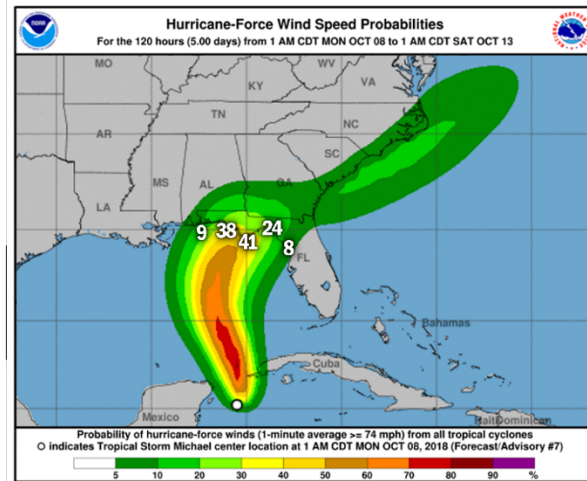 NOAA
Hurricane-Force Wind Speed Probabilities
For the 120 hours (5.00 days) from 1 AM CDT MON OCT 08 to 1 AM CDT SAT OCT 13
MO
WV
KY
VA
TN
NC
AR
SC
MS
AL
GA
LA
9
38
24
41
8
FL
Bahamas
Cuba
Mexico
Haiti
Dominican
Probability of hurricane-force winds (1-minute average >= 74 mph) from all tropical cyclones
O indicates Tropical Storm Michael center location at 1 AM CDT MON OCT 08, 2018 (Forecast/Advisory #7)
5 10 20 30 40 50 60 70 80 90 %